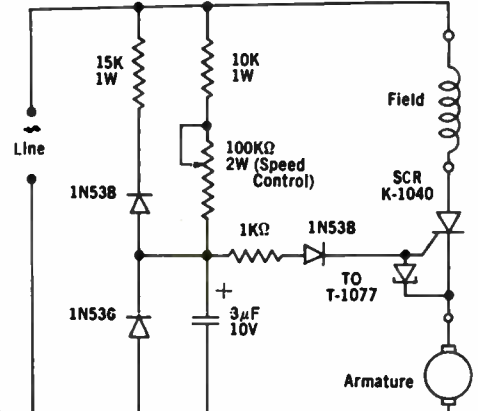 15K
1W
10K
1W
Field
~
Line
100KΩ
2W (Speed
Control)
SCR
K-1040
1N538
1KΩ
1N538
TO
T-1077
1N536
+
3μF
10V
Armature